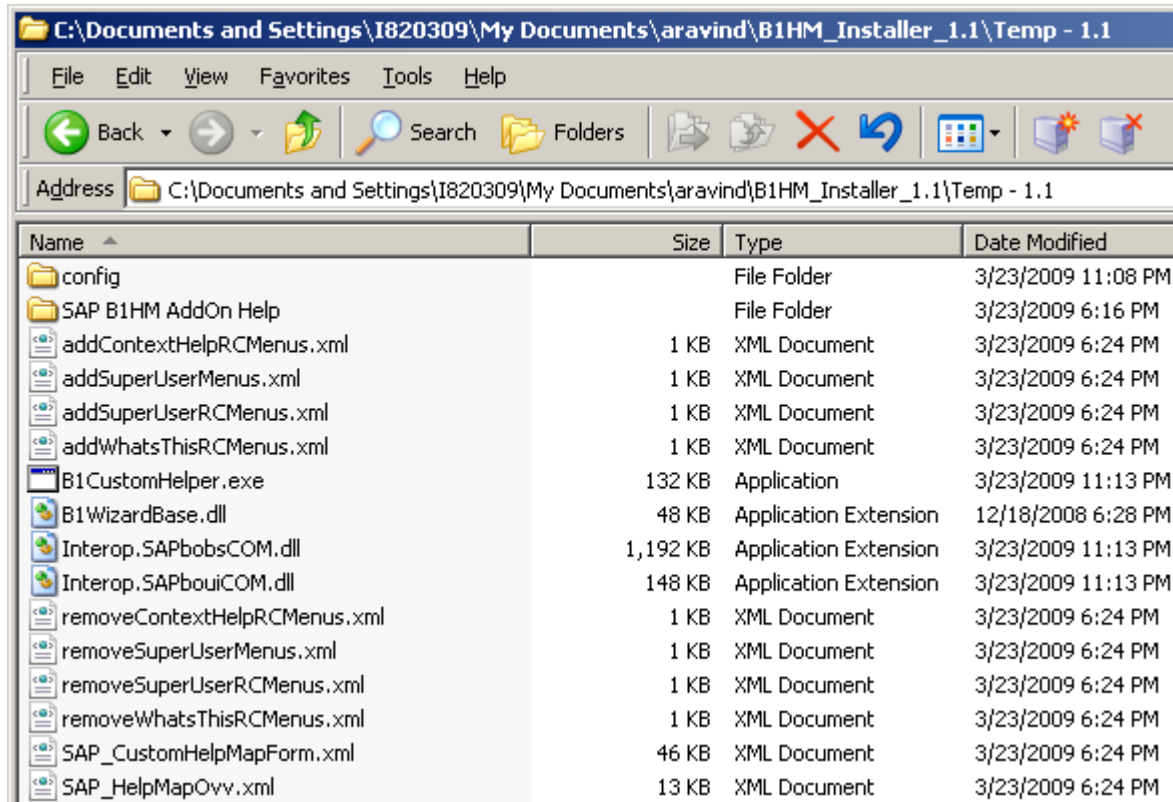 C:\Documents and Settings\I820309\My Documents\aravind\B1HM_Installer_1.1\Temp - 1.1
File Edit View Favorites Tools Help
Back Search Folders
Address C:\Documents and Settings\I820309\My Documents\aravind\B1HM_Installer_1.1\Temp - 1.1
Name Size Type Date Modified
config File Folder 3/23/2009 11:08 PM
SAP B1HM AddOn Help File Folder 3/23/2009 6:16 PM
addContextHelpRCMenus.xml 1 KB XML Document 3/23/2009 6:24 PM
addSuperUserMenus.xml 1 KB XML Document 3/23/2009 6:24 PM
addSuperUserRCMenus.xml 1 KB XML Document 3/23/2009 6:24 PM
addWhatsThisRCMenus.xml 1 KB XML Document 3/23/2009 6:24 PM
B1CustomHelper.exe 132 KB Application 3/23/2009 11:13 PM
B1WizardBase.dll 48 KB Application Extension 12/18/2008 6:28 PM
Interop.SAPbobsCOM.dll 1,192 KB Application Extension 3/23/2009 11:13 PM
Interop.SAPbouiCOM.dll 148 KB Application Extension 3/23/2009 11:13 PM
removeContextHelpRCMenus.xml 1 KB XML Document 3/23/2009 6:24 PM
removeSuperUserMenus.xml 1 KB XML Document 3/23/2009 6:24 PM
removeSuperUserRCMenus.xml 1 KB XML Document 3/23/2009 6:24 PM
removeWhatsThisRCMenus.xml 1 KB XML Document 3/23/2009 6:24 PM
SAP_CustomHelpMapForm.xml 46 KB XML Document 3/23/2009 6:24 PM
SAP_HelpMapOvv.xml 13 KB XML Document 3/23/2009 6:24 PM